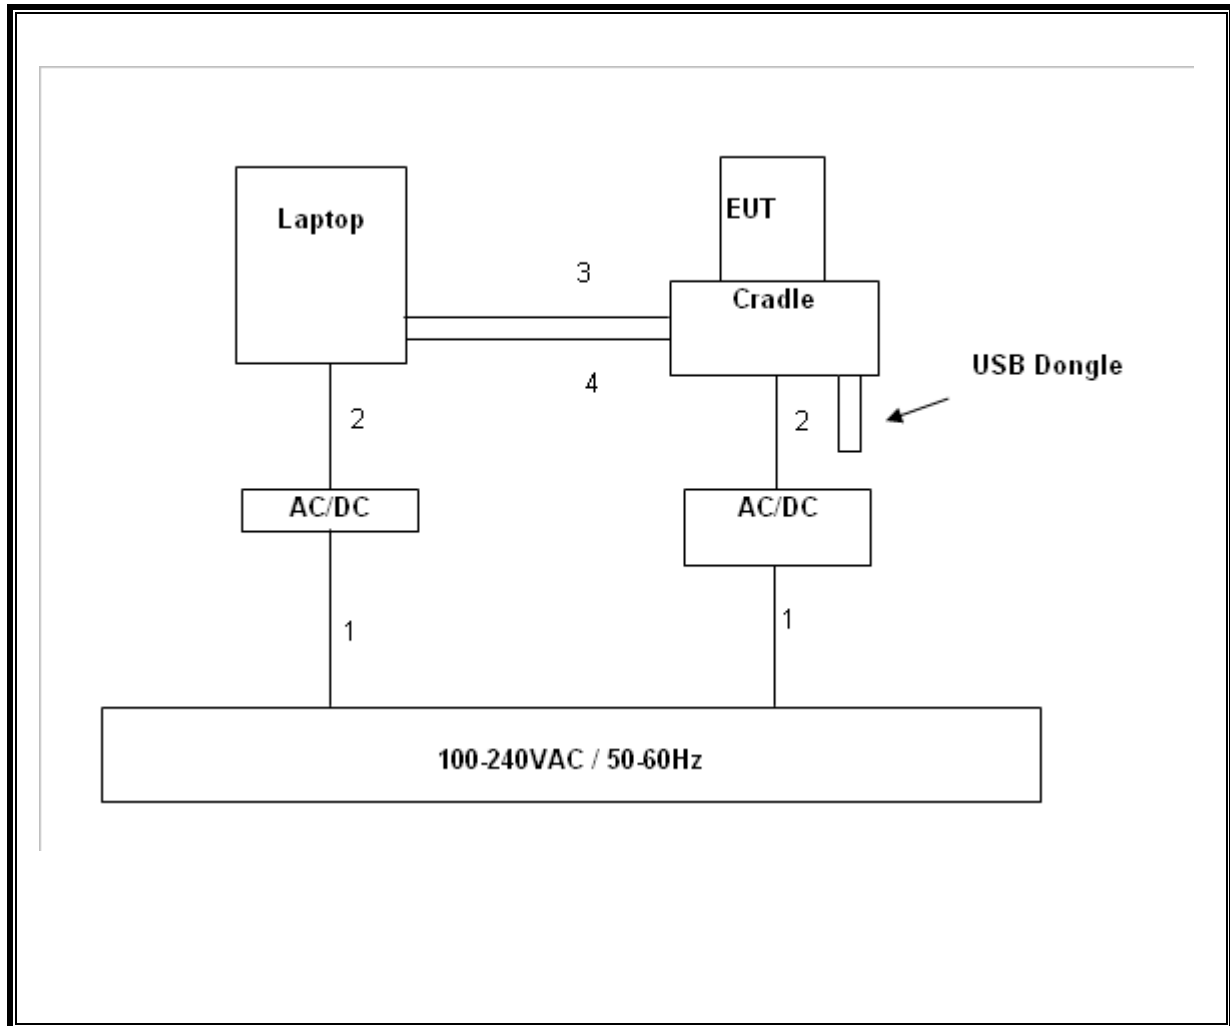 Laptop
EUT
3
Cradle
4
USB Dongle
2
2
AC/DC
AC/DC
1
1
100-240VAC / 50-60Hz